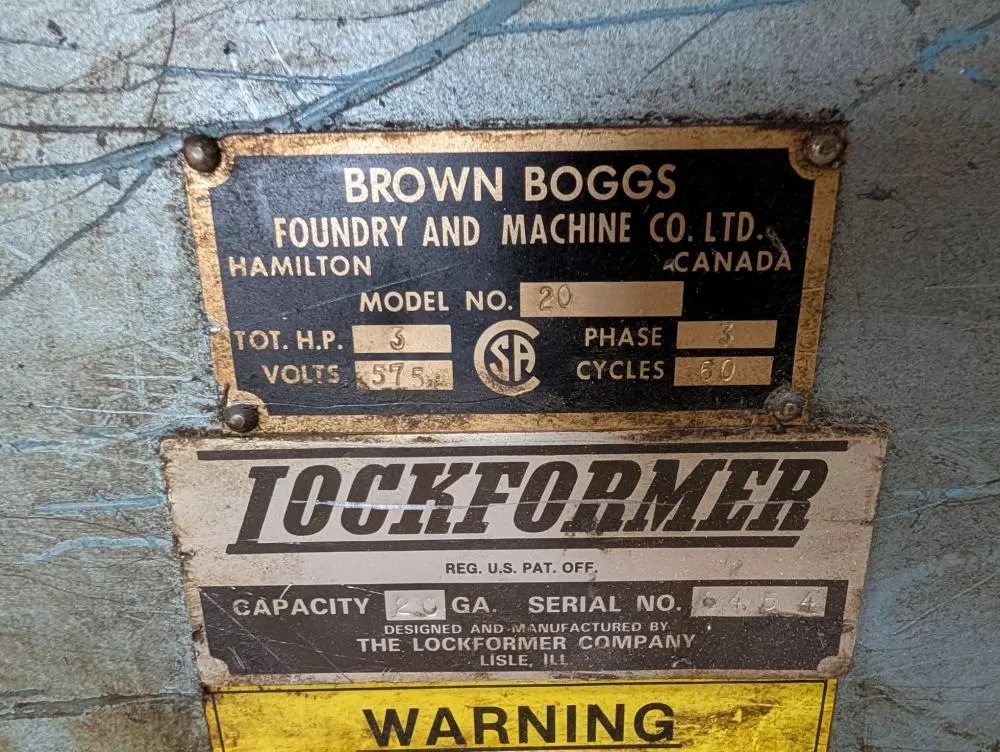 BROWN BOGGS
FOUNDRY AND MACHINE CO. LTD.
HAMILTON CANADA
MODEL NO. 20
TOT. H.P. 3 PHASE 3
VOLTS 575 CSA CYCLES 60
LOCKFORMER
REG. U.S. PAT. OFF.
CAPACITY 20 GA. SERIAL NO.
DESIGNED AND MANUFACTURED BY
THE LOCKFORMER COMPANY
LISLE, ILL.
WARNING